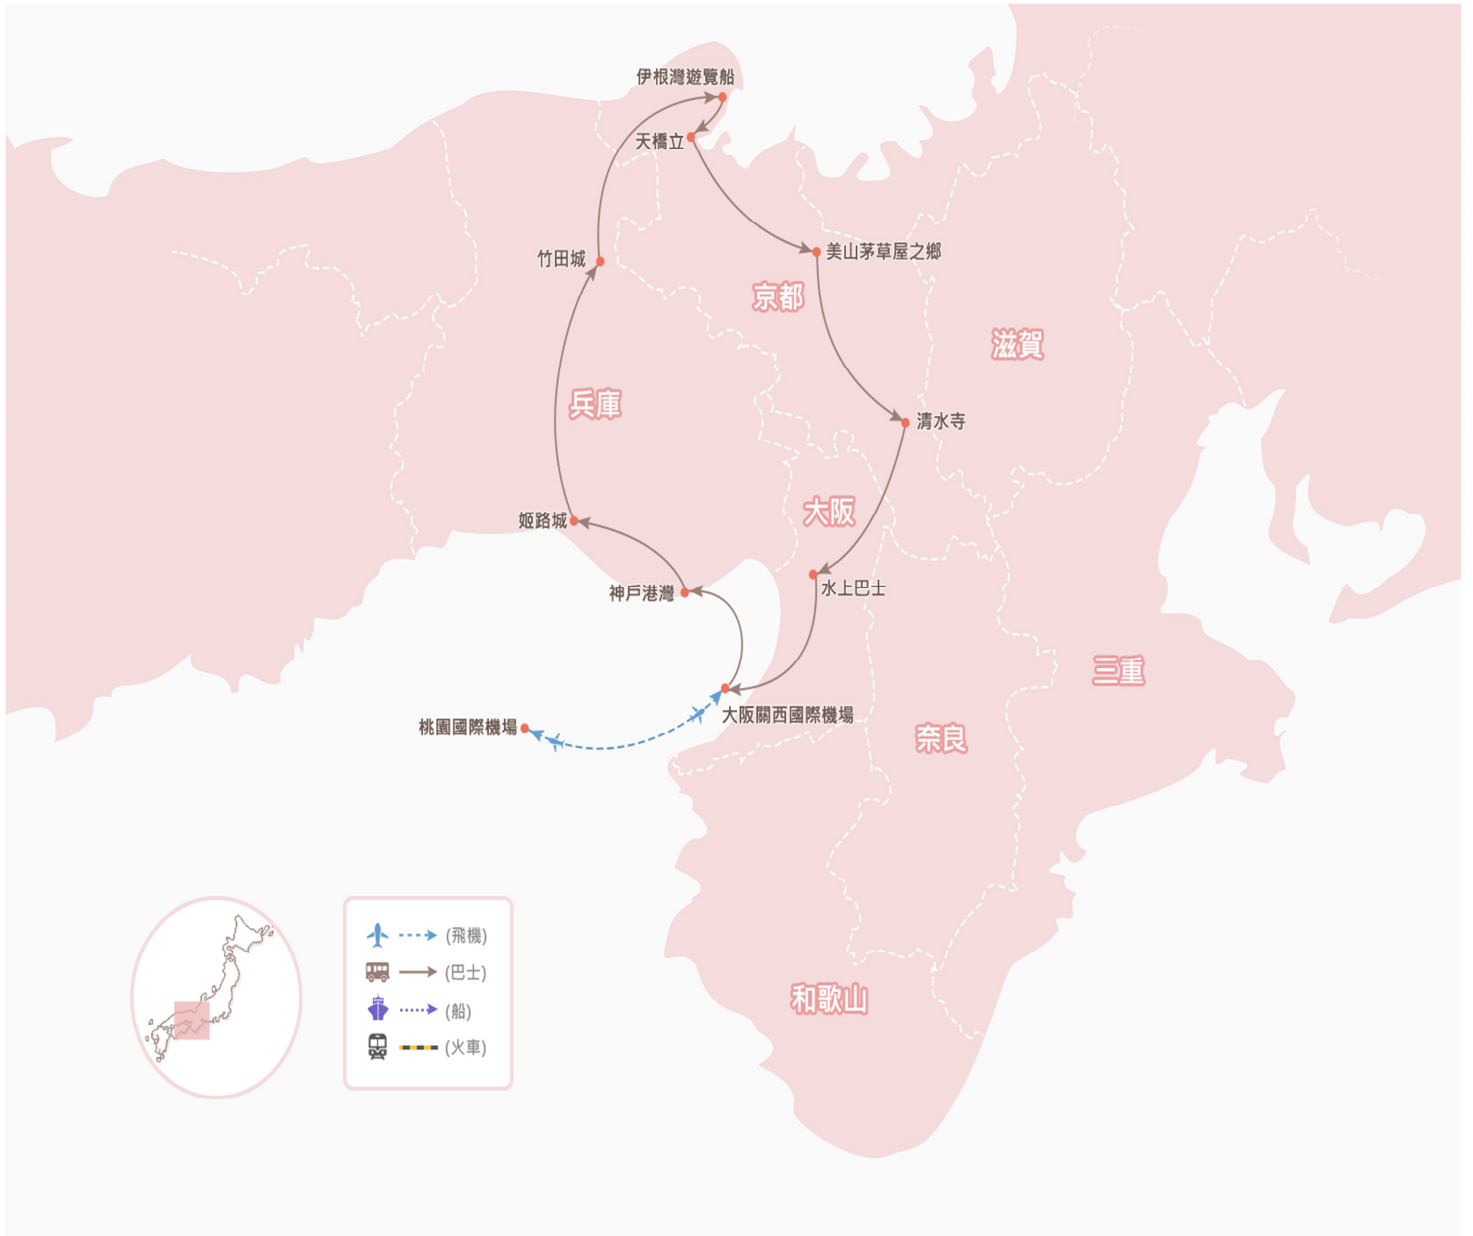 伊根灣遊覽船
天橋立
美山茅草屋之鄉
竹田城
京都
滋賀
兵庫
清水寺
大阪
姬路城
水上巴士
神戶港灣
三重
大阪關西國際機場
桃園國際機場
奈良
和歌山
(飛機)
(巴士)
(船)
(火車)